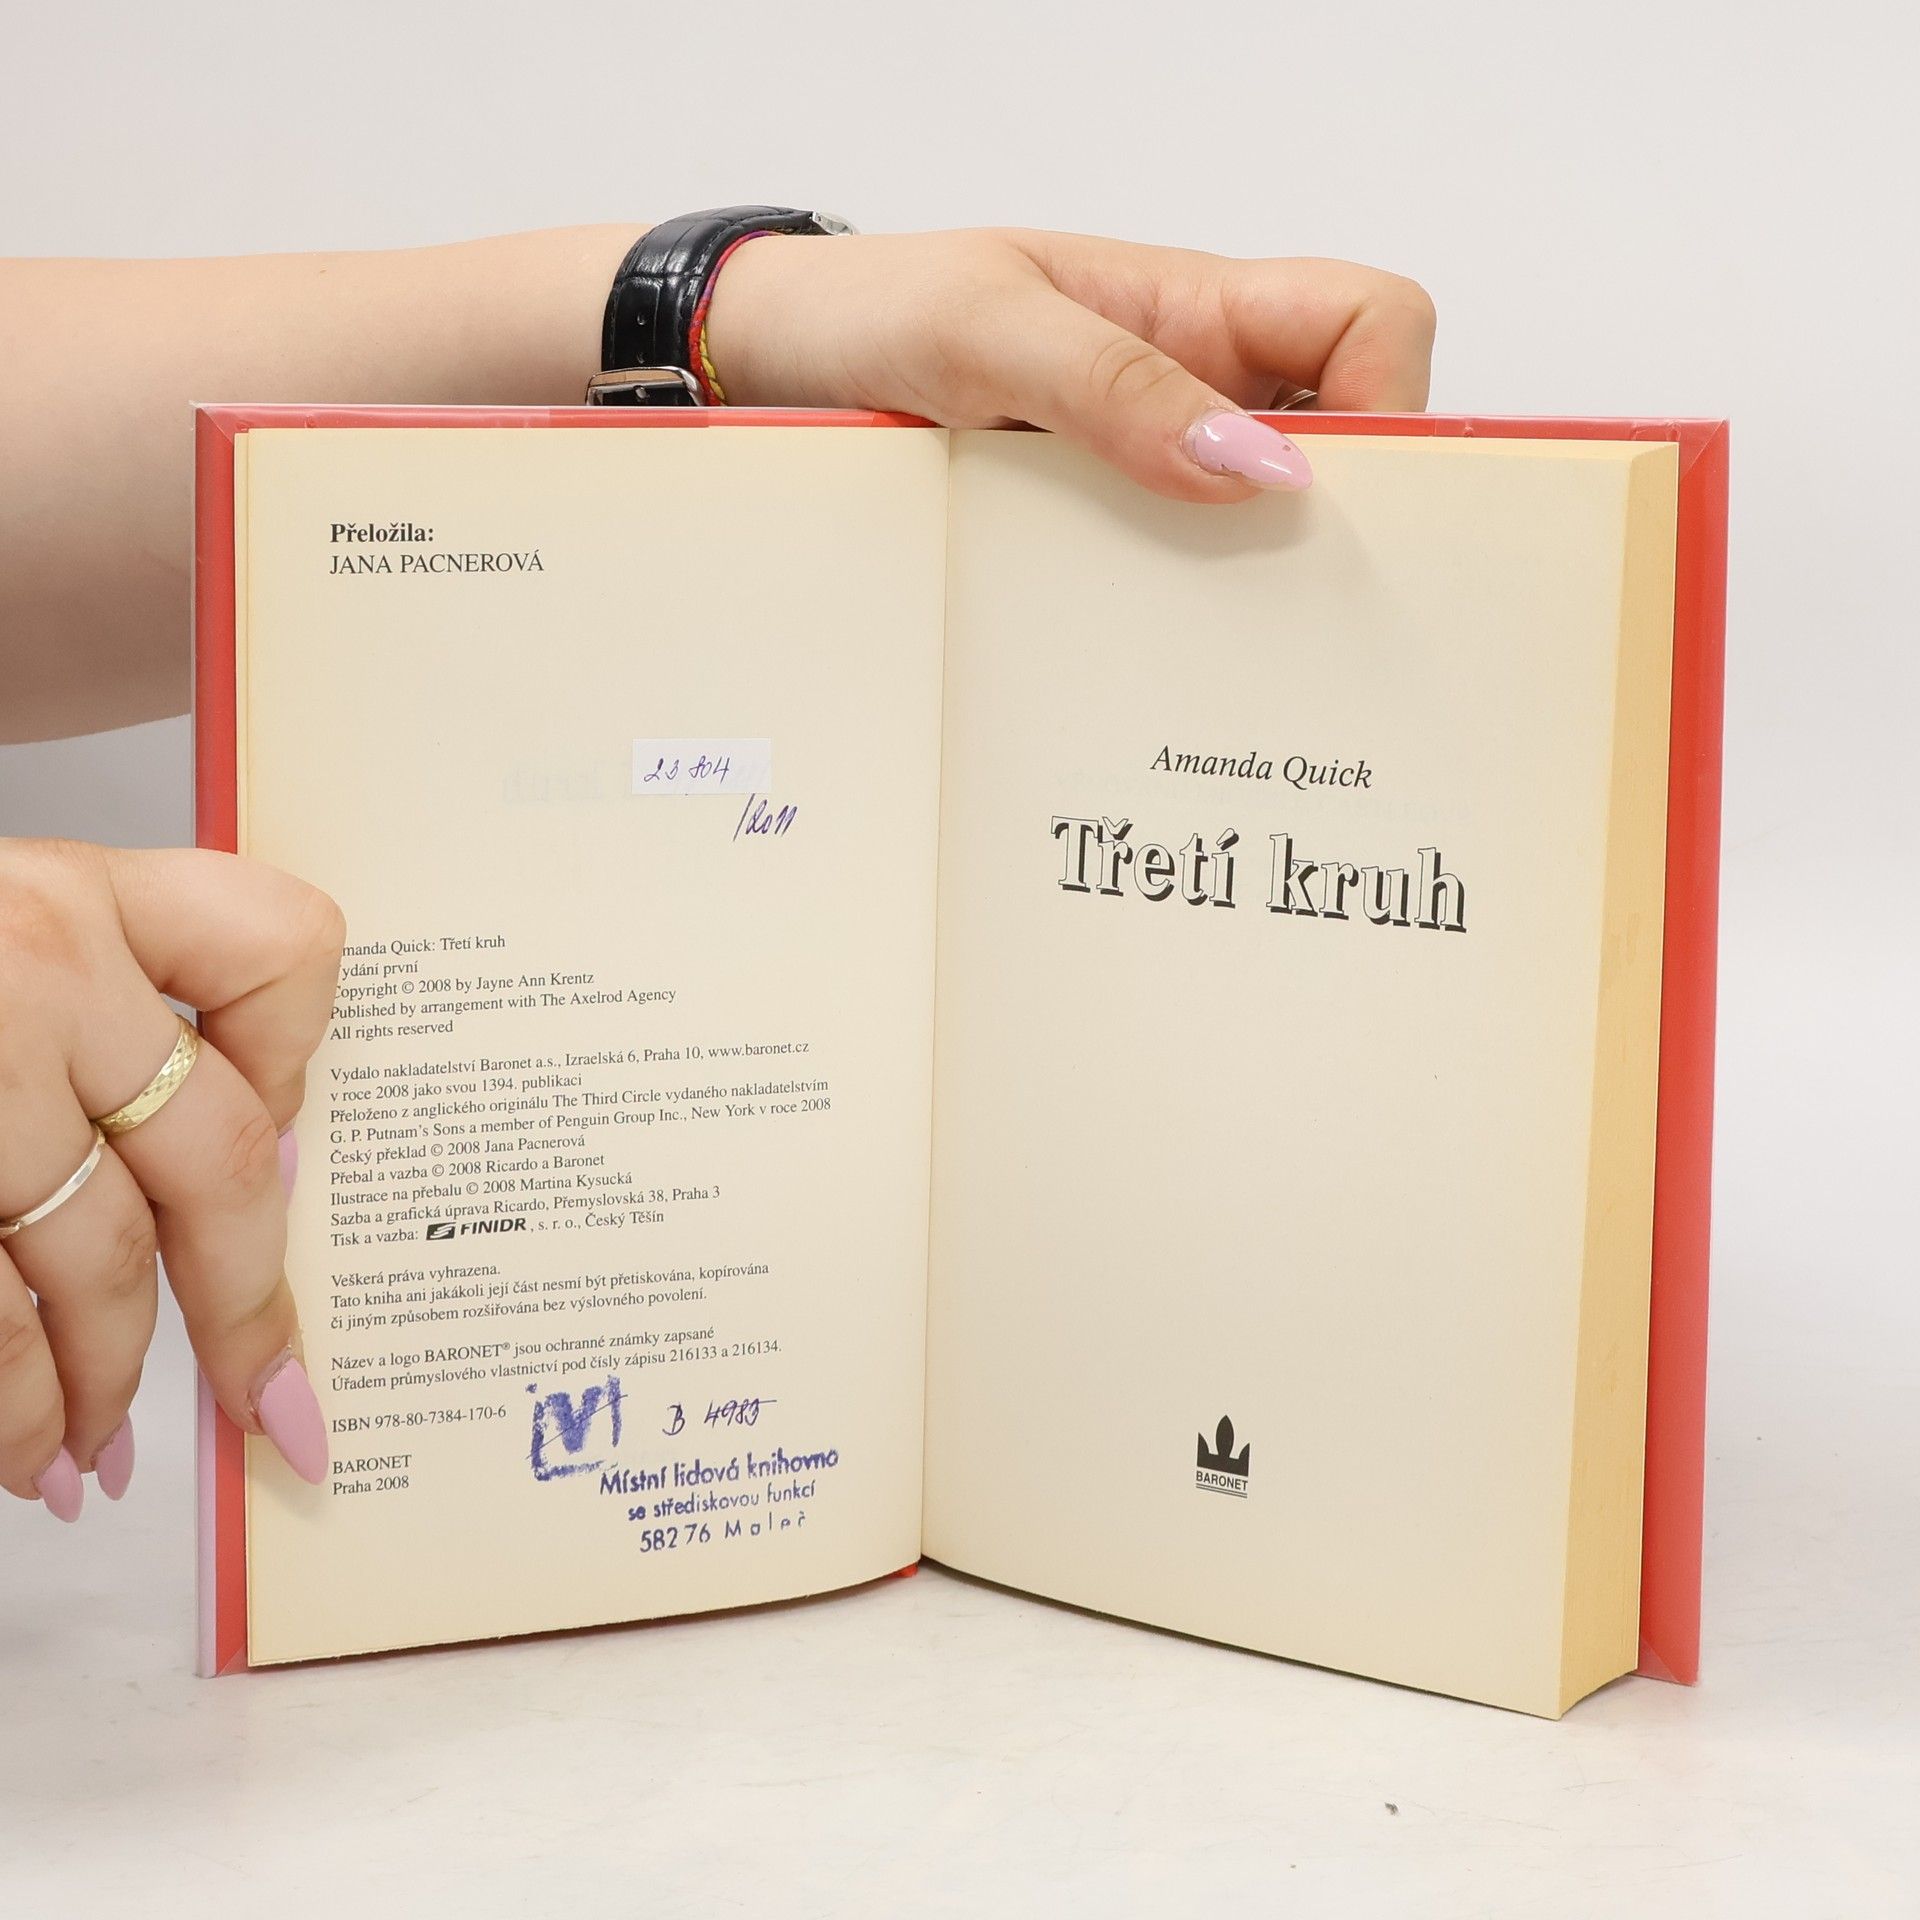 Přeložila:
JANA PACNEROVÁ
23 804
/2011
manda Quick: Třetí kruh
ydání první
Copyright © 2008 by Jayne Ann Krentz
Published by arrangement with The Axelrod Agency
All rights reserved
Vydalo nakladatelství Baronet a.s., Izraelská 6, Praha 10, www.baronet.cz
v roce 2008 jako svou 1394. publikaci
Přeloženo z anglického originálu The Third Circle vydaného nakladatelstvím
G. P. Putnam's Sons a member of Penguin Group Inc., New York v roce 2008
Český překlad © 2008 Jana Pacnerová
Přebal a vazba © 2008 Ricardo a Baronet
Ilustrace na přebalu © 2008 Martina Kysucká
Sazba a grafická úprava Ricardo, Přemyslovská 38, Praha 3
Tisk a vazba: FINIDR, s. r. o., Český Těšín
Veškerá práva vyhrazena.
Tato kniha ani jakákoli její část nesmí být přetiskována, kopírována
či jiným způsobem rozšiřována bez výslovného povolení.
Název a logo BARONET® jsou ochranné známky zapsané
Úřadem průmyslového vlastnictví pod čísly zápisu 216133 a 216134.
ISBN 978-80-7384-170-6
BARONET
Praha 2008
B 4985
Místní lidová knihovna
se střediskovou funkcí
582 76 Maleč
Amanda Quick
Třetí kruh
BARONET